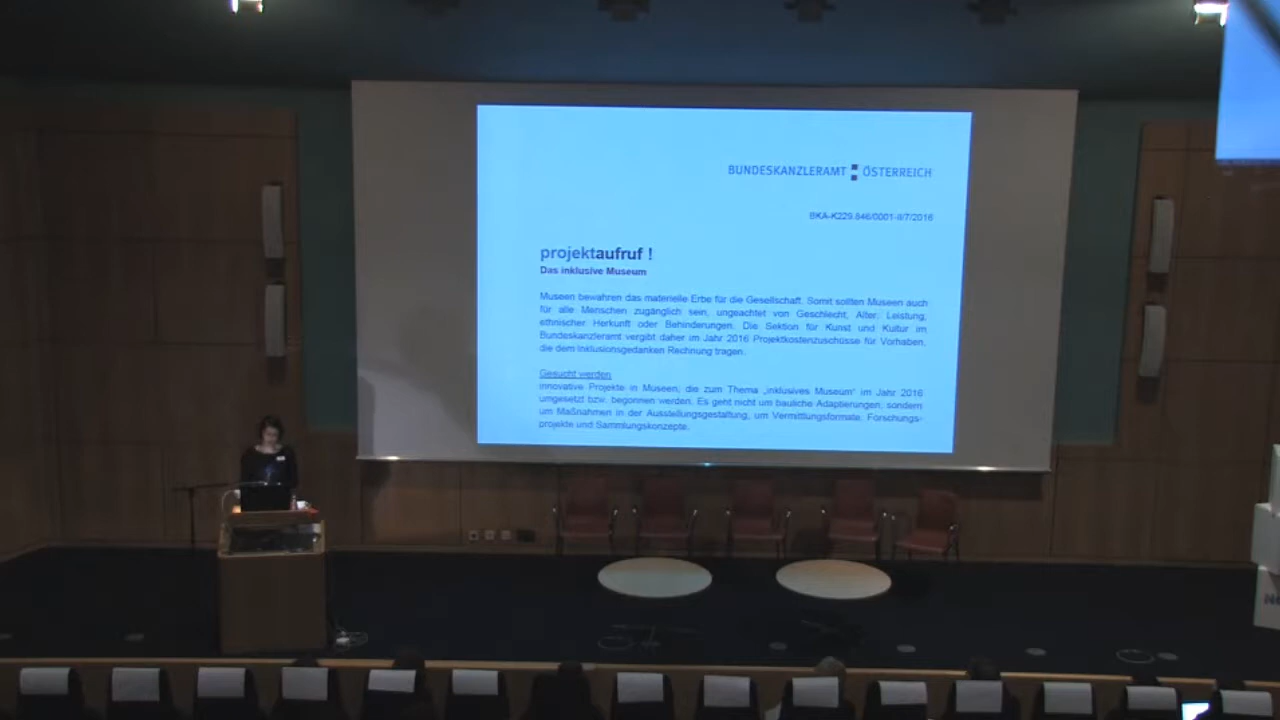 BUNDESKANZLERAMT ÖSTERREICH
BKA-K229.846/0001-II/7/2016
projektaufruf !
Das inklusive Museum
Museen bewahren das materielle Erbe für die Gesellschaft. Somit sollten Museen auch
für alle Menschen zugänglich sein, ungeachtet von Geschlecht, Alter, Leistung,
ethnischer Herkunft oder Behinderungen. Die Sektion für Kunst und Kultur im
Bundeskanzleramt vergibt daher im Jahr 2016 Projektkostenzuschüsse für Vorhaben,
die dem Inklusionsgedanken Rechnung tragen.
Gesucht werden
innovative Projekte in Museen, die zum Thema „inklusives Museum" im Jahr 2016
umgesetzt bzw. begonnen werden. Es geht nicht um bauliche Adaptierungen, sondern
um Maßnahmen in der Ausstellungsgestaltung, um Vermittlungsformate, Forschungs-
projekte und Sammlungskonzepte.